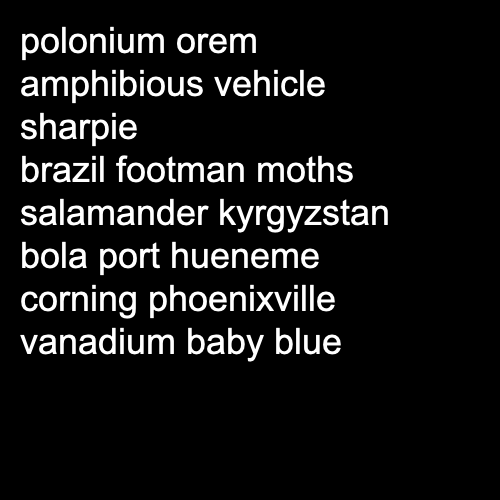 polonium orem
amphibious vehicle
sharpie
brazil footman moths
salamander kyrgyzstan
bola port hueneme
corning phoenixville
vanadium baby blue